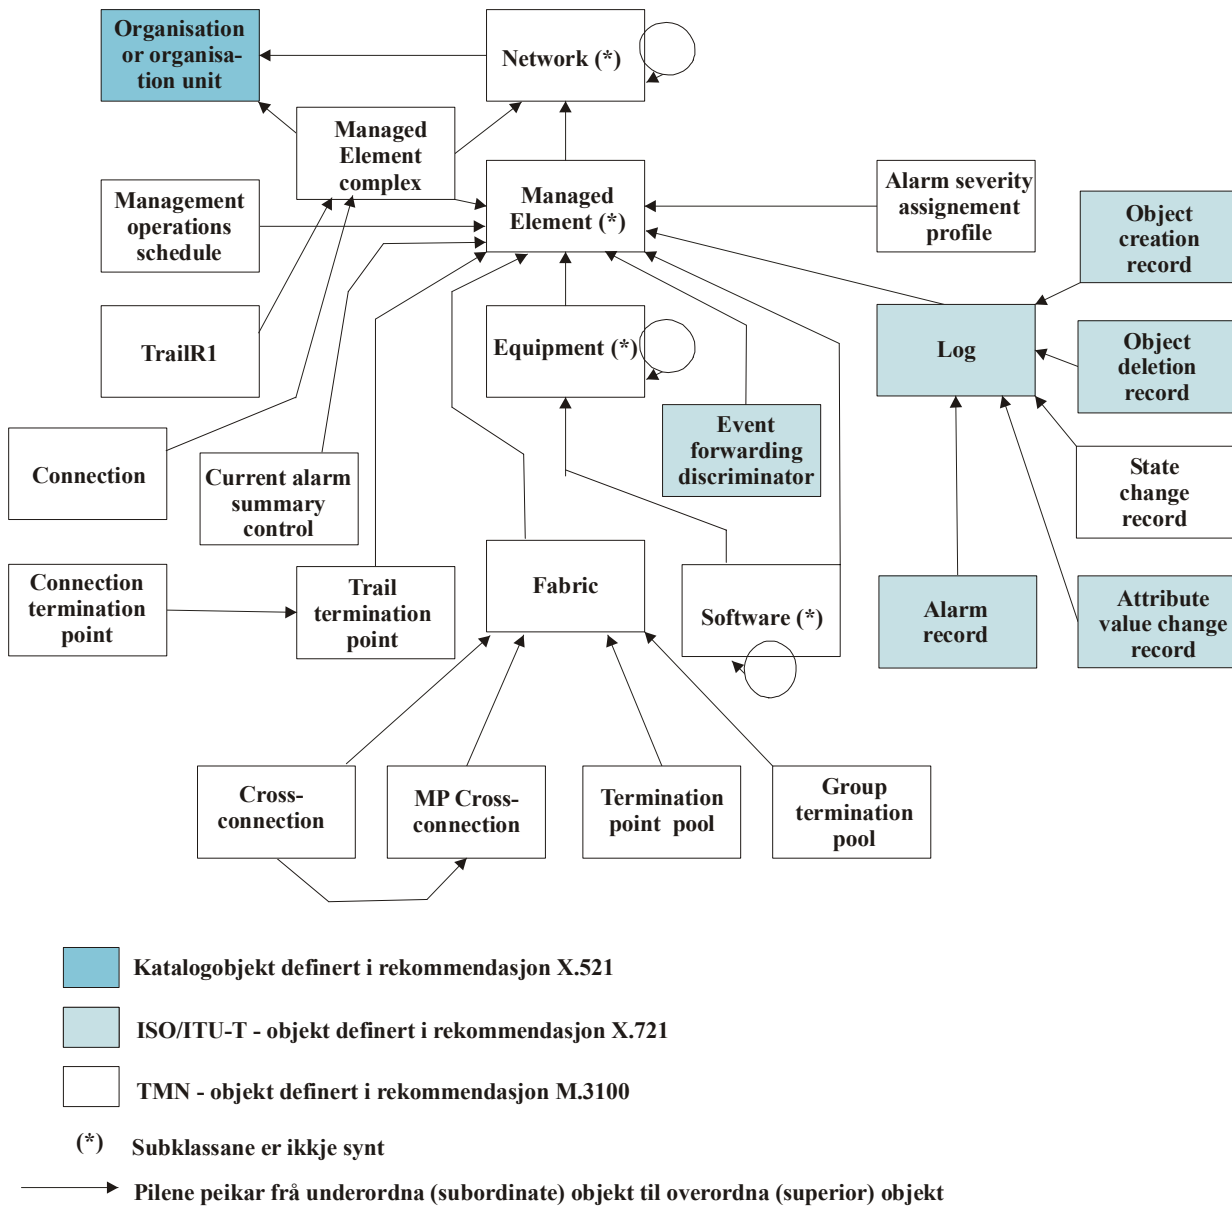 Organisation
or organisa-
tion unit
Network (*)
Managed
Element
complex
Management
operations
schedule
Managed
Element (*)
Alarm severity
assignement
profile
Object
creation
record
TrailR1
Equipment (*)
Log
Object
deletion
record
Connection
Current alarm
summary
control
Event
forwarding
discriminator
State
change
record
Connection
termination
point
Trail
termination
point
Fabric
Software (*)
Alarm
record
Attribute
value change
record
Cross-
connection
MP Cross-
connection
Termination
point pool
Group
termination
pool
Katalogobjekt definert i rekommendasjon X.521
ISO/ITU-T - objekt definert i rekommendasjon X.721
TMN - objekt definert i rekommendasjon M.3100
(*) Subklassane er ikkje synt
Pilene peikar frå underordna (subordinate) objekt til overordna (superior) objekt